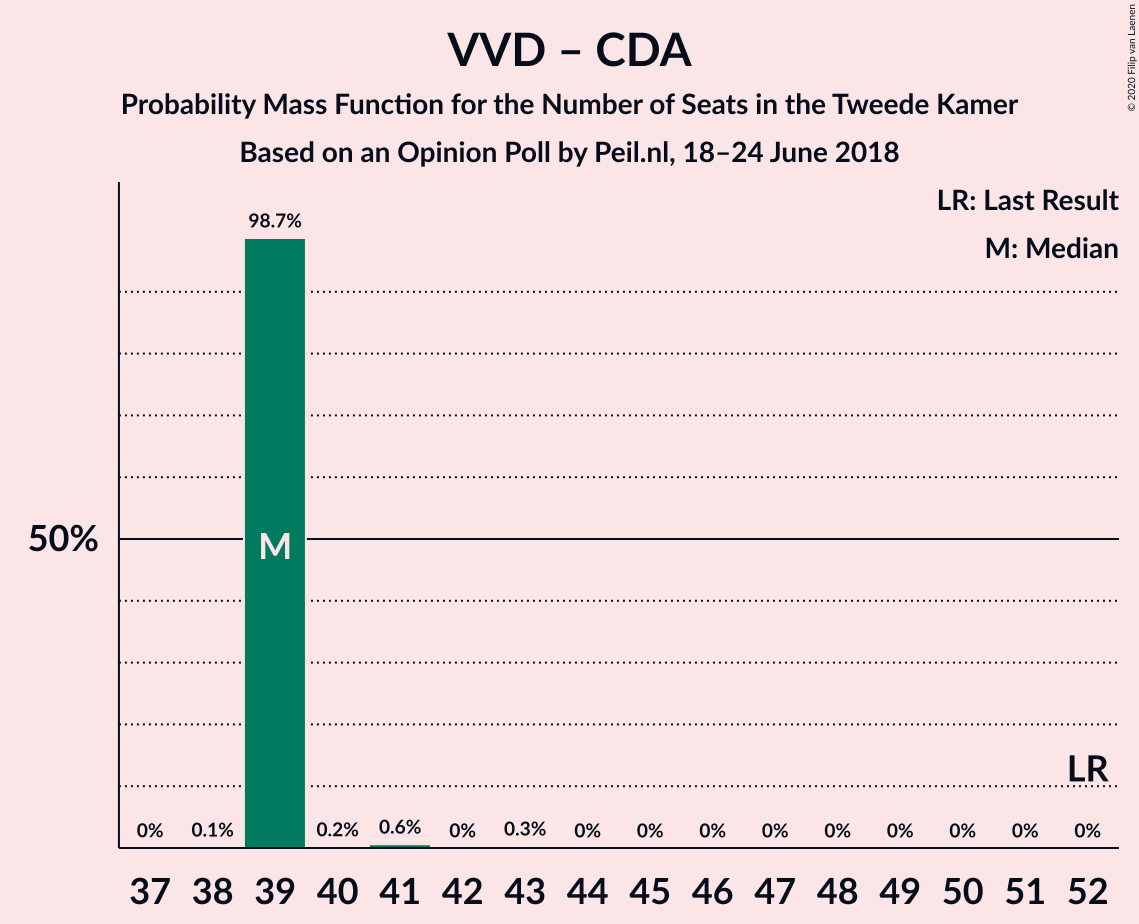 VVD – CDA
Probability Mass Function for the Number of Seats in the Tweede Kamer
Based on an Opinion Poll by Peil.nl, 18–24 June 2018
© 2020 Filip van Laenen
LR: Last Result
M: Median
98.7%
50%
M
LR
0% 0.1% 0.2% 0.6% 0% 0.3% 0% 0% 0% 0% 0% 0% 0% 0% 0%
37 38 39 40 41 42 43 44 45 46 47 48 49 50 51 52